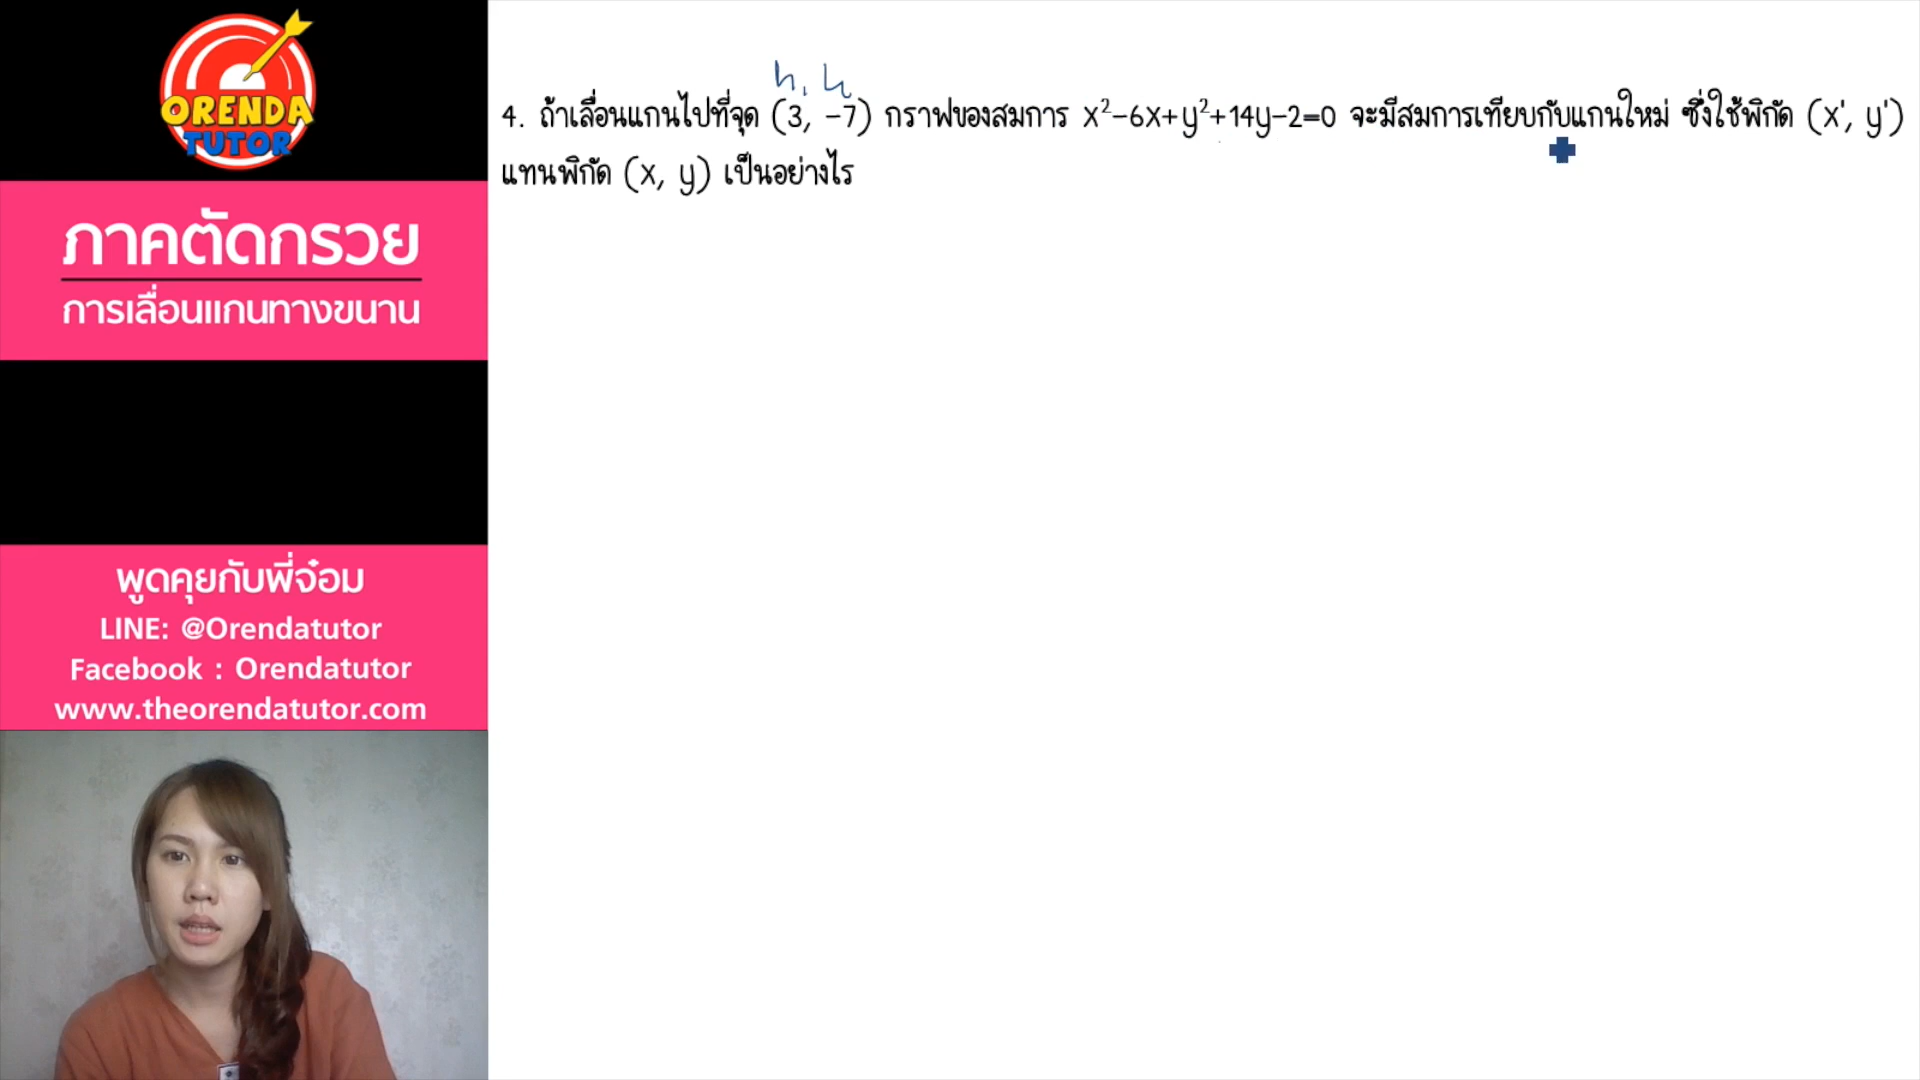 ORENDA
TUTOR
ภาคตัดกรวย
การเลื่อนแกนทางขนาน
พูดคุยกับพี่จ๋อม
LINE: @Orendatutor
Facebook : Orendatutor
www.theorendatutor.com
h, k
4. ถ้าเลื่อนแกนไปที่จุด (3, −7) กราฟของสมการ x²−6x+y²+14y−2=0 จะมีสมการเทียบกับแกนใหม่ ซึ่งใช้พิกัด (x', y')
แทนพิกัด (x, y) เป็นอย่างไร